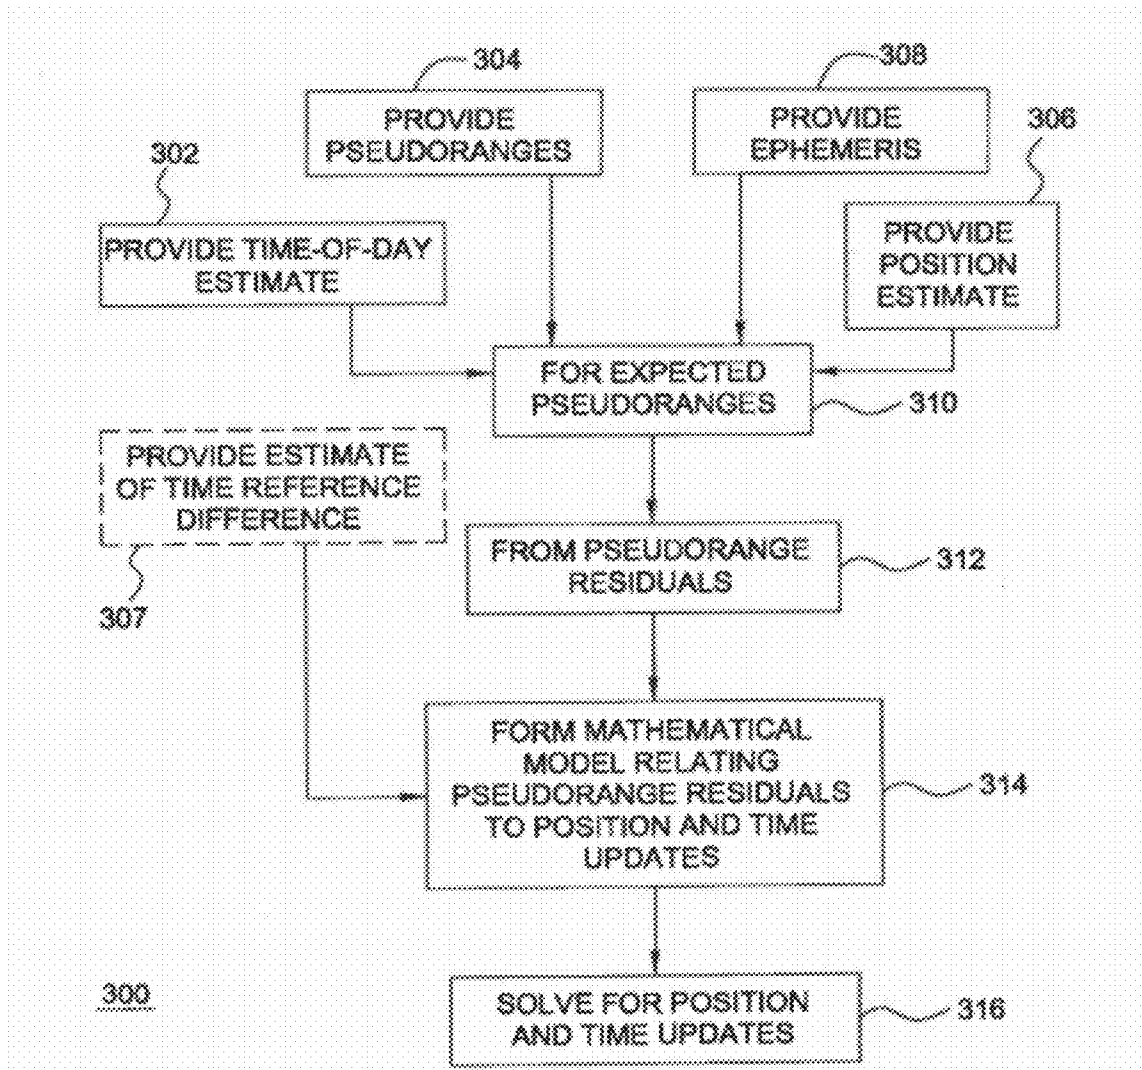 304
PROVIDE
PSEUDORANGES
308
PROVIDE
EPHEMERIS
306
PROVIDE
POSITION
ESTIMATE
302
PROVIDE TIME-OF-DAY
ESTIMATE
FOR EXPECTED
PSEUDORANGES
310
PROVIDE ESTIMATE
OF TIME REFERENCE
DIFFERENCE
307
FROM PSEUDORANGE
RESIDUALS
312
FORM MATHEMATICAL
MODEL RELATING
PSEUDORANGE RESIDUALS
TO POSITION AND TIME
UPDATES
314
SOLVE FOR POSITION
AND TIME UPDATES
316
300